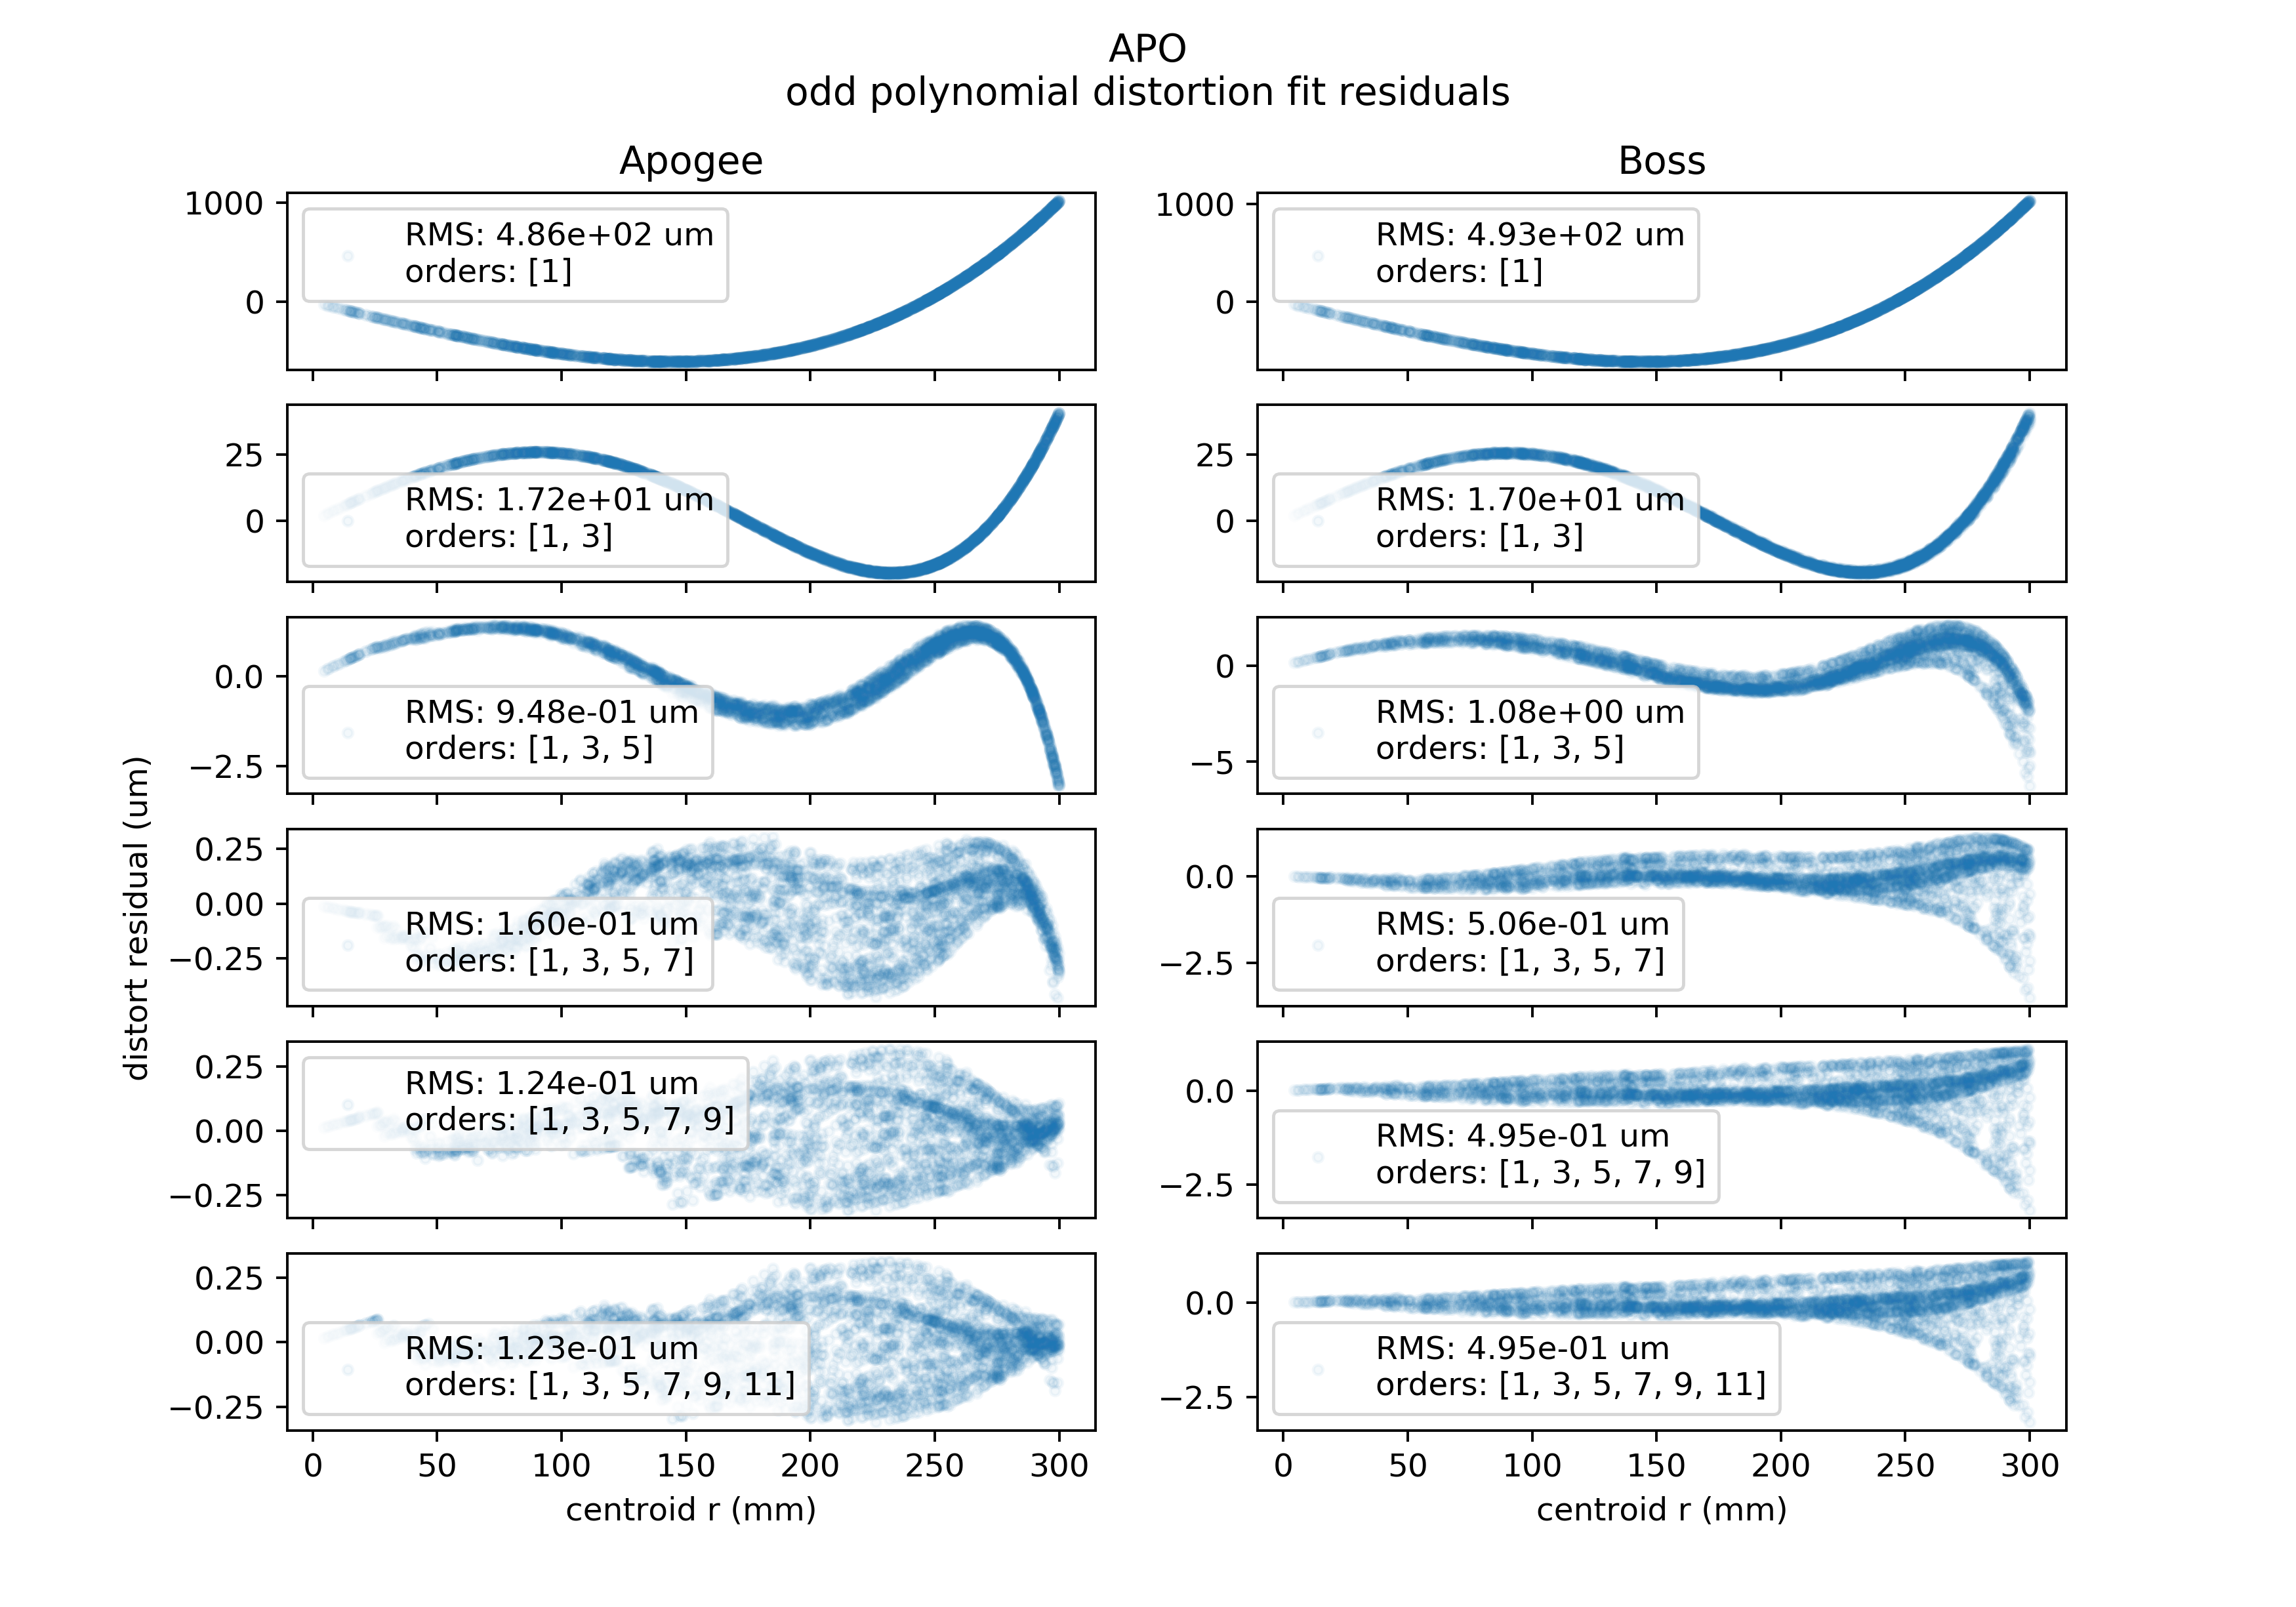 APO
odd polynomial distortion fit residuals
Apogee
1000
0
RMS: 4.86e+02 um
orders: [1]
25
0
RMS: 1.72e+01 um
orders: [1, 3]
0.0
−2.5
RMS: 9.48e-01 um
orders: [1, 3, 5]
distort residual (um)
0.25
0.00
−0.25
RMS: 1.60e-01 um
orders: [1, 3, 5, 7]
0.25
0.00
−0.25
RMS: 1.24e-01 um
orders: [1, 3, 5, 7, 9]
0.25
0.00
−0.25
RMS: 1.23e-01 um
orders: [1, 3, 5, 7, 9, 11]
0 50 100 150 200 250 300
centroid r (mm)
Boss
1000
0
RMS: 4.93e+02 um
orders: [1]
25
0
RMS: 1.70e+01 um
orders: [1, 3]
0
−5
RMS: 1.08e+00 um
orders: [1, 3, 5]
0.0
−2.5
RMS: 5.06e-01 um
orders: [1, 3, 5, 7]
0.0
−2.5
RMS: 4.95e-01 um
orders: [1, 3, 5, 7, 9]
0.0
−2.5
RMS: 4.95e-01 um
orders: [1, 3, 5, 7, 9, 11]
0 50 100 150 200 250 300
centroid r (mm)